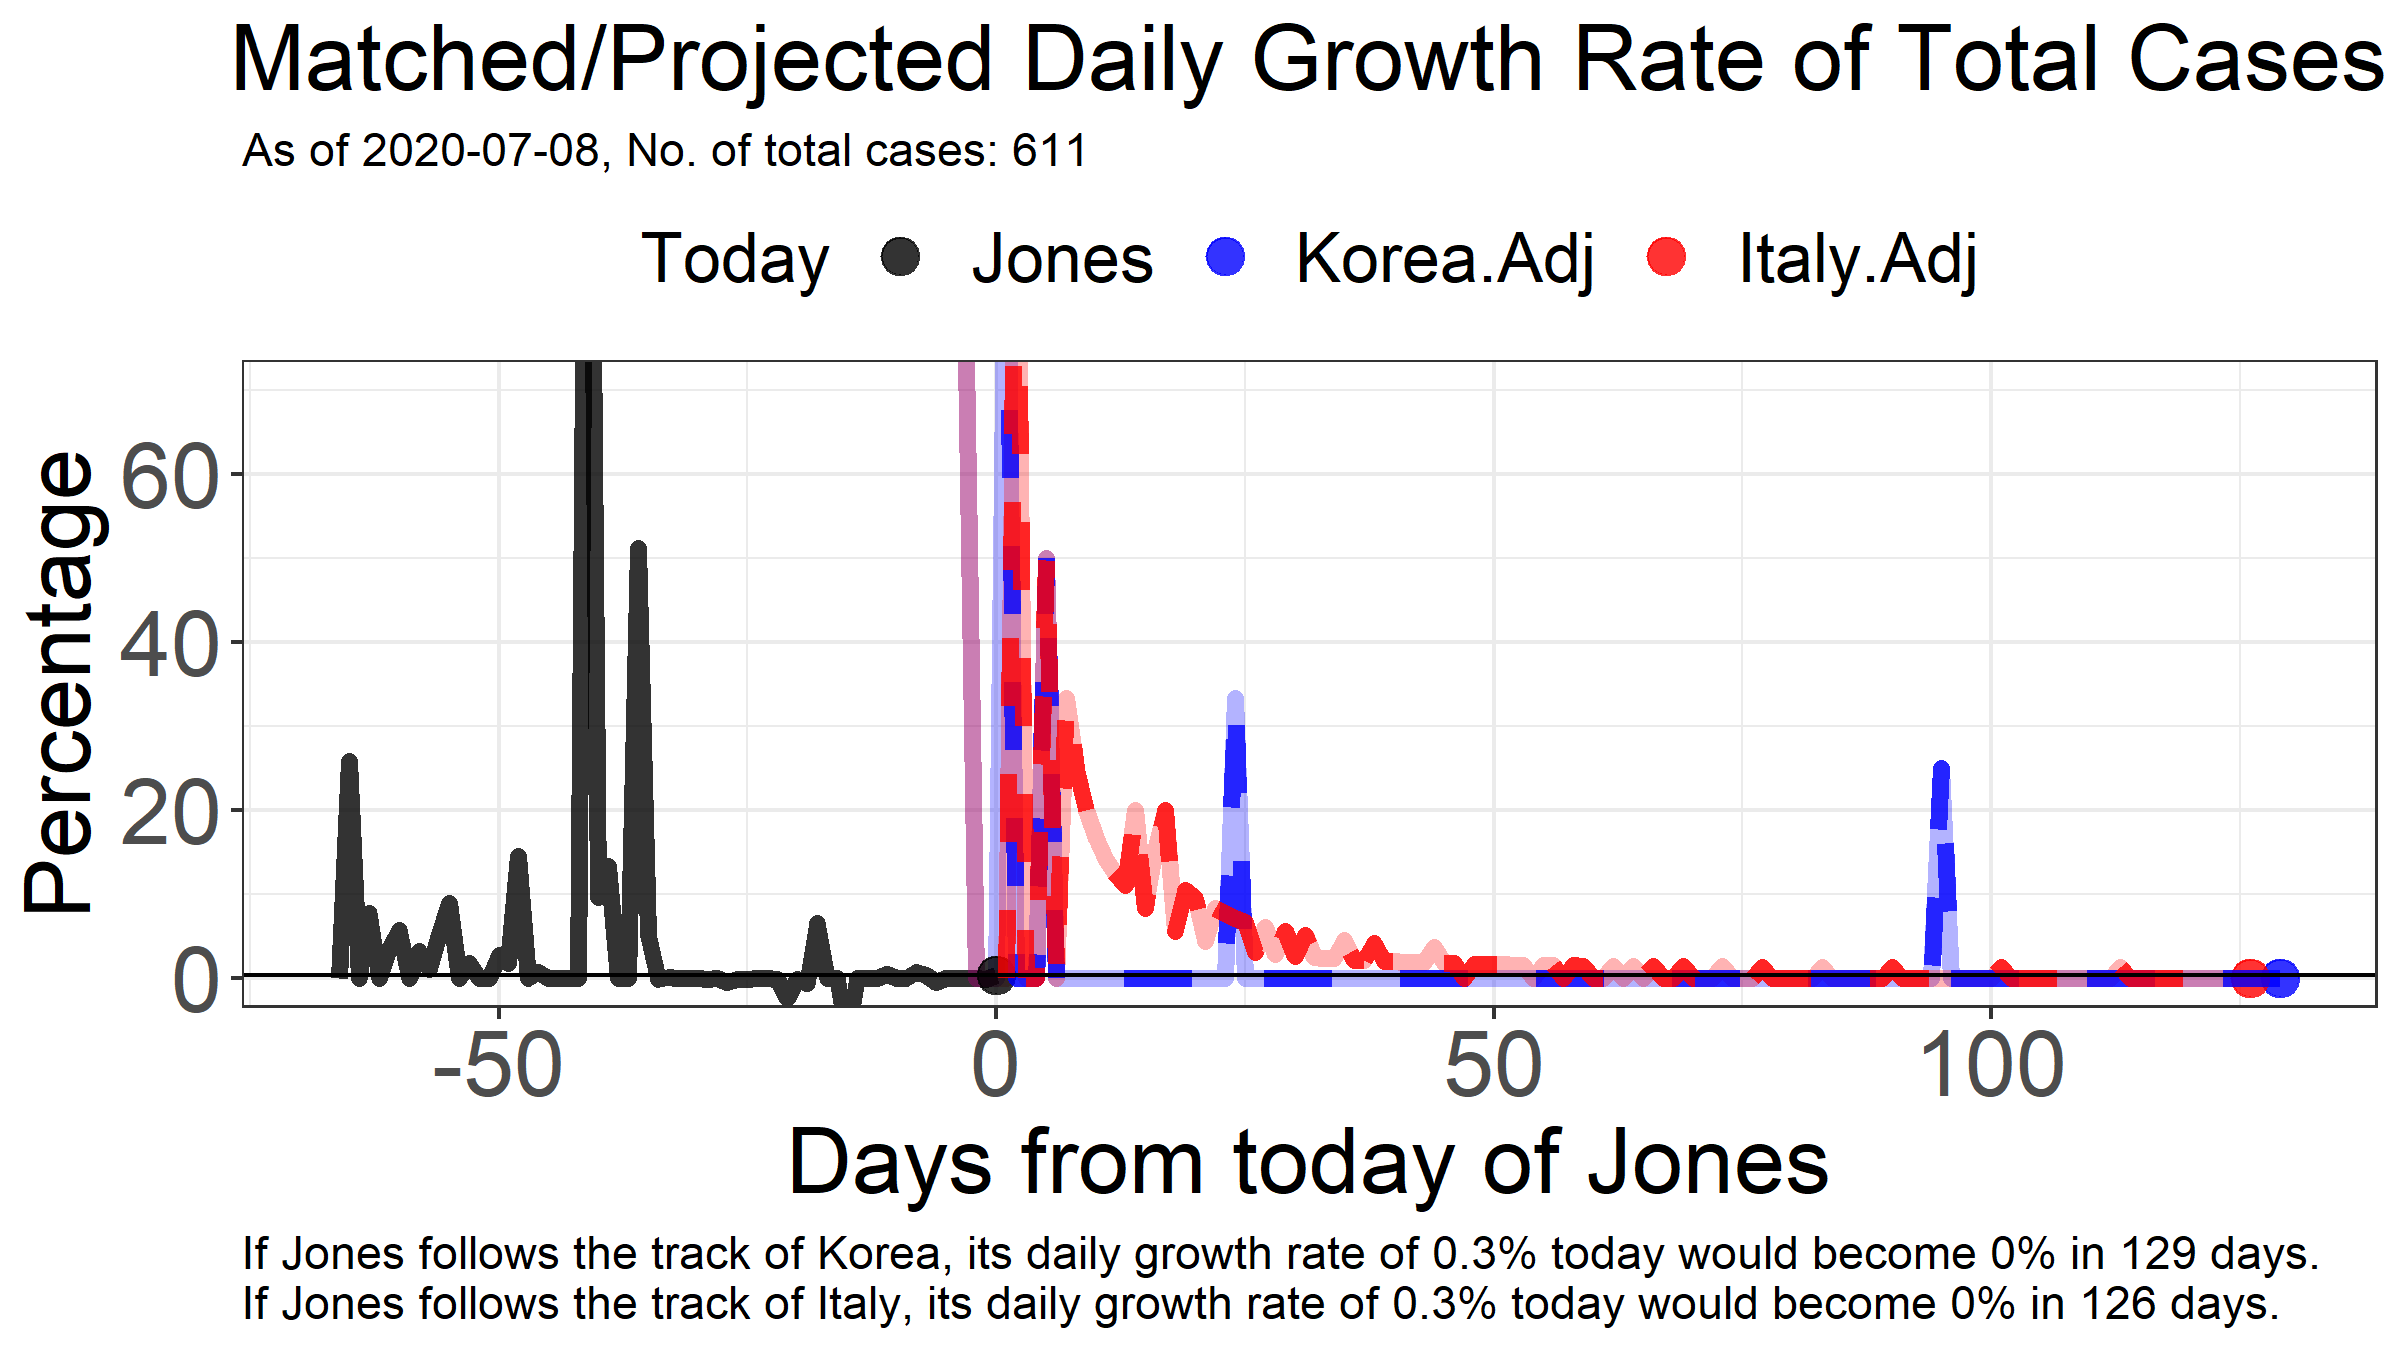 Matched/Projected Daily Growth Rate of Total Cases
As of 2020-07-08, No. of total cases: 611
Today Jones Korea.Adj Italy.Adj
Percentage
60
40
20
0
-50 0 50 100
Days from today of Jones
If Jones follows the track of Korea, its daily growth rate of 0.3% today would become 0% in 129 days.
If Jones follows the track of Italy, its daily growth rate of 0.3% today would become 0% in 126 days.